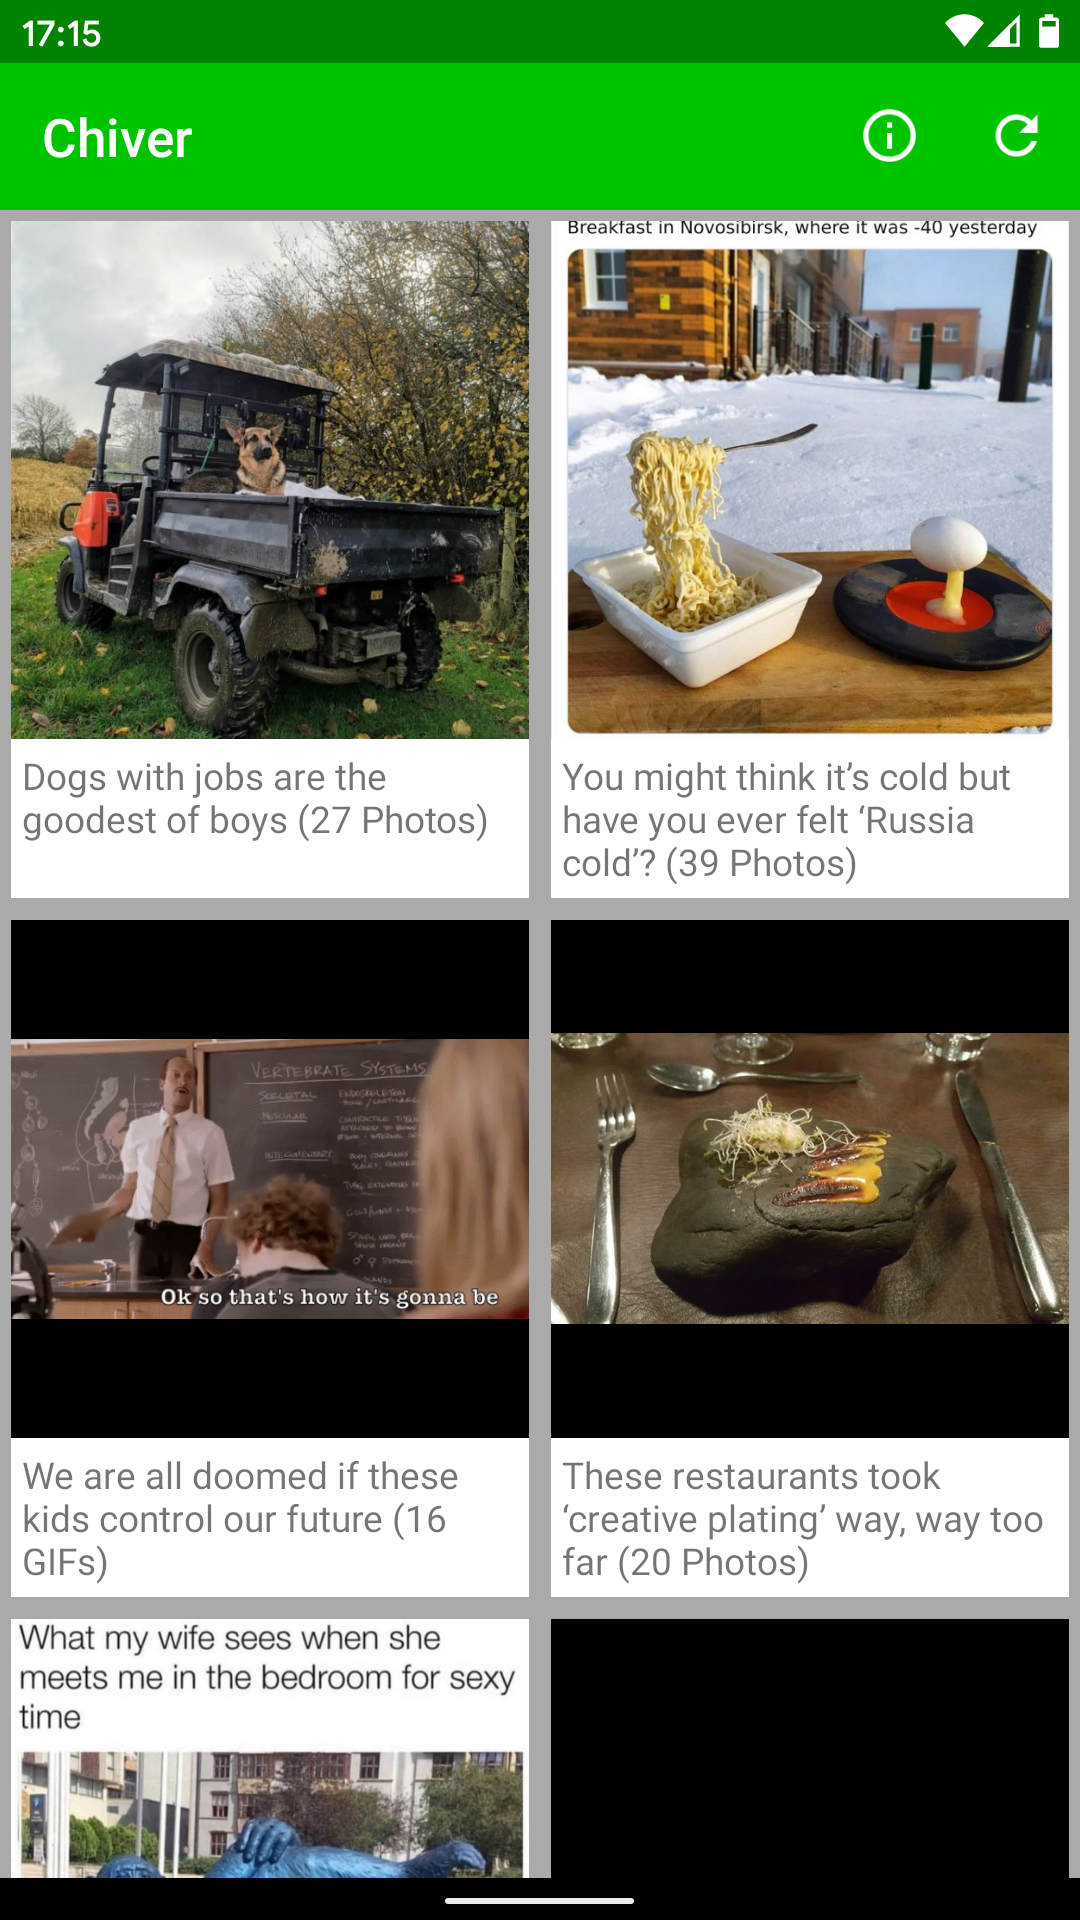 17:15
Chiver
Breakfast in Novosibirsk, where it was -40 yesterday
Dogs with jobs are the
goodest of boys (27 Photos)
You might think it’s cold but
have you ever felt ‘Russia
cold’? (39 Photos)
VERTEBRATE SYSTEMS
SKELETAL
MUSCULAR
INTEGUMENTARY
Ok so that's how it's gonna be
We are all doomed if these
kids control our future (16
GIFs)
These restaurants took
‘creative plating’ way, way too
far (20 Photos)
What my wife sees when she
meets me in the bedroom for sexy
time